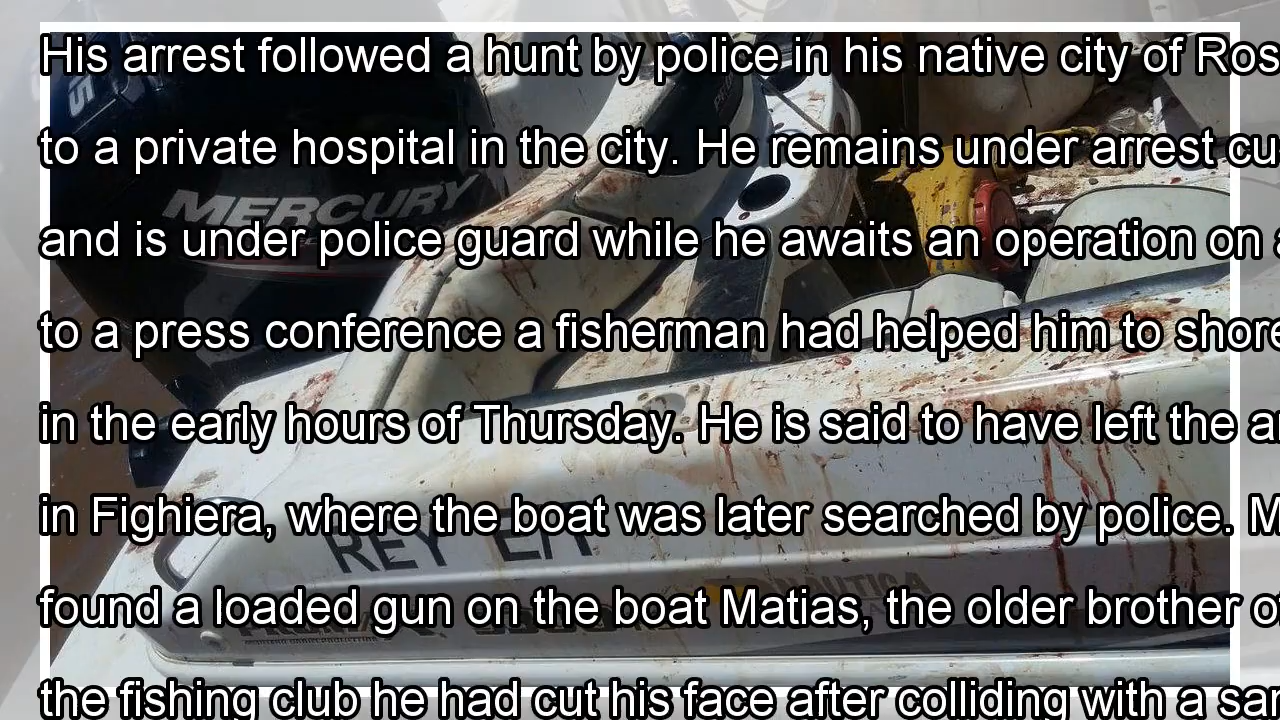 His arrest followed a hunt by police in his native city of Ros
to a private hospital in the city. He remains under arrest cu
and is under police guard while he awaits an operation on a
to a press conference a fisherman had helped him to shore
in the early hours of Thursday. He is said to have left the a
in Fighiera, where the boat was later searched by police. M
found a loaded gun on the boat Matias, the older brother of
the fishing club he had cut his face after colliding with a sa
MERCURY
REY
NAUTICA